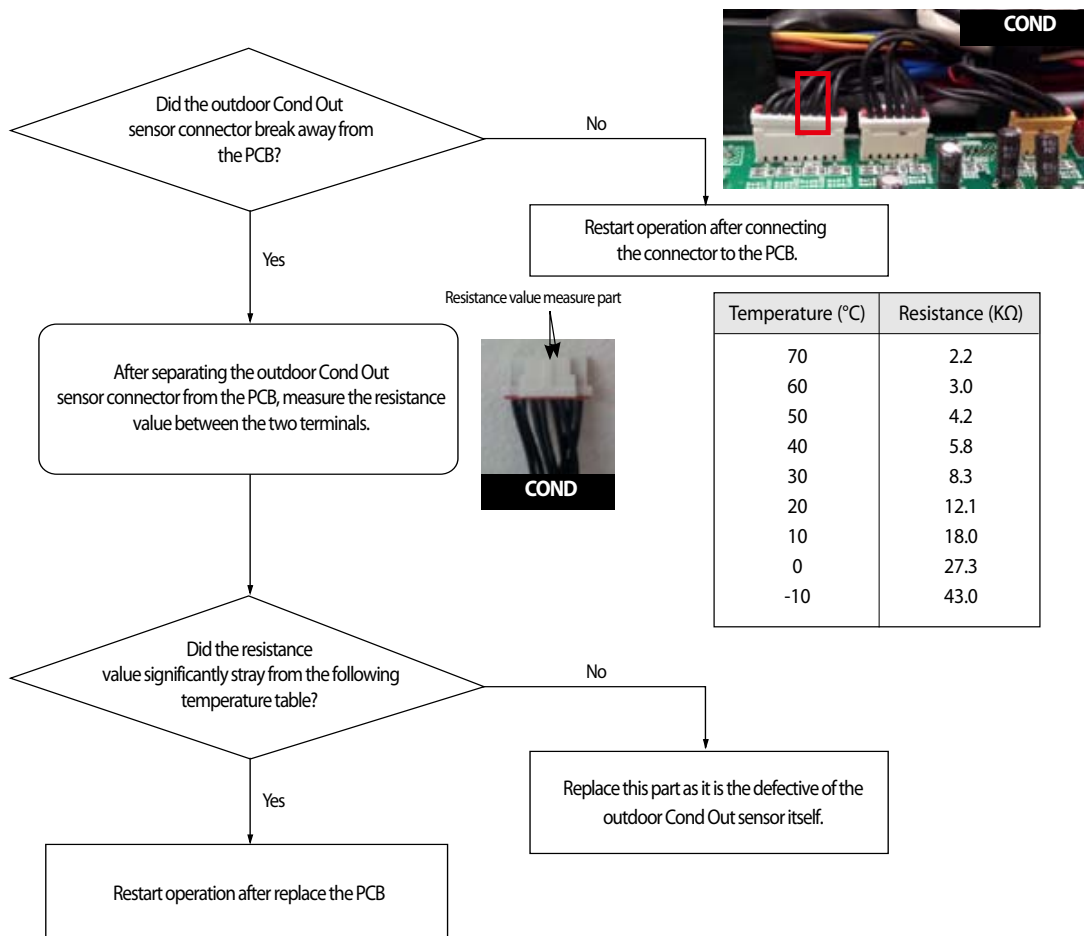 COND
Did the outdoor Cond Out
sensor connector break away from
the PCB?
No
Restart operation after connecting
the connector to the PCB.
Yes
Resistance value measure part
COND
After separating the outdoor Cond Out
sensor connector from the PCB, measure the resistance
value between the two terminals.
Temperature (°C) Resistance (KΩ)
70 2.2
60 3.0
50 4.2
40 5.8
30 8.3
20 12.1
10 18.0
0 27.3
-10 43.0
Did the resistance
value significantly stray from the following
temperature table?
No
Replace this part as it is the defective of the
outdoor Cond Out sensor itself.
Yes
Restart operation after replace the PCB